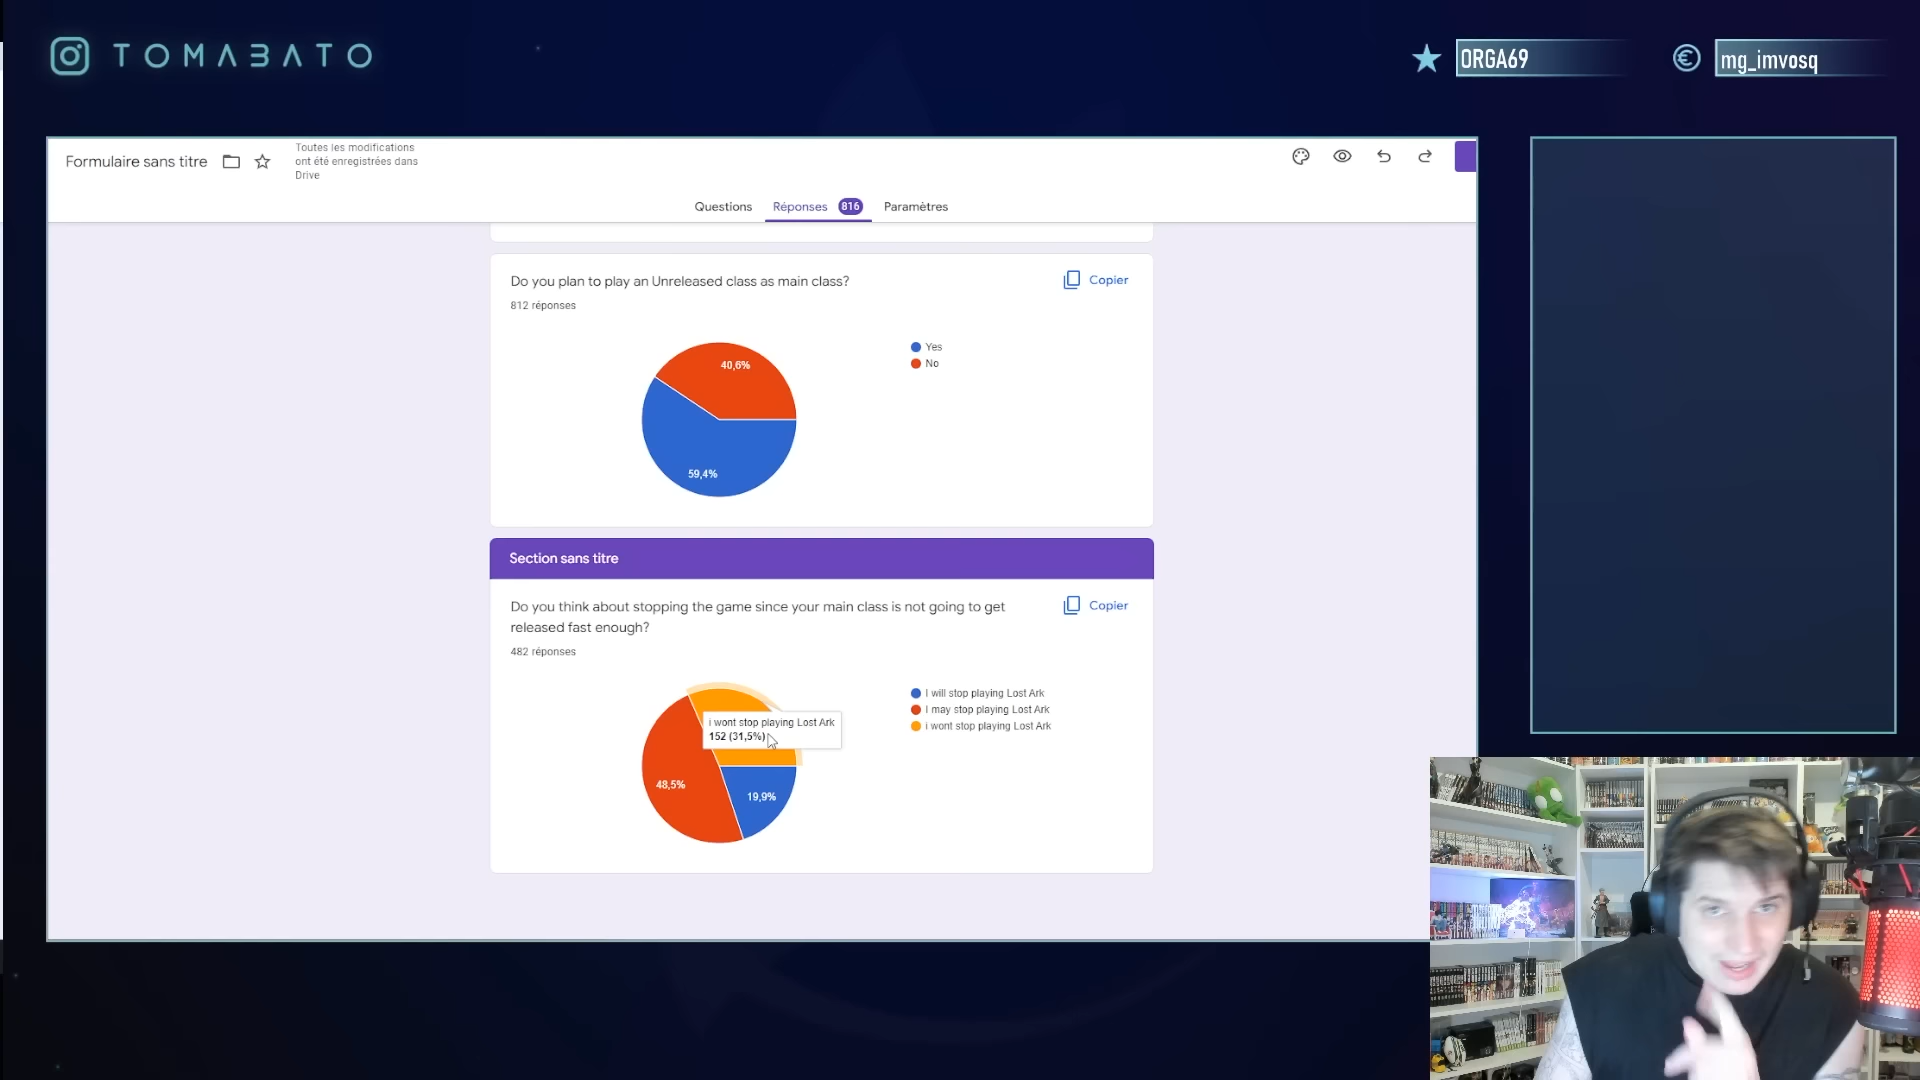 TOMABATO
ORGA69
mg_imvosq
Formulaire sans titre
Toutes les modifications
ont été enregistrées dans
Drive
Questions
Réponses 816
Paramètres
Do you plan to play an Unreleased class as main class?
Copier
812 réponses
40,6%
59,4%
Yes
No
Section sans titre
Do you think about stopping the game since your main class is not going to get
released fast enough?
Copier
482 réponses
i wont stop playing Lost Ark
152 (31,5%)
48,5%
19,9%
I will stop playing Lost Ark
I may stop playing Lost Ark
i wont stop playing Lost Ark